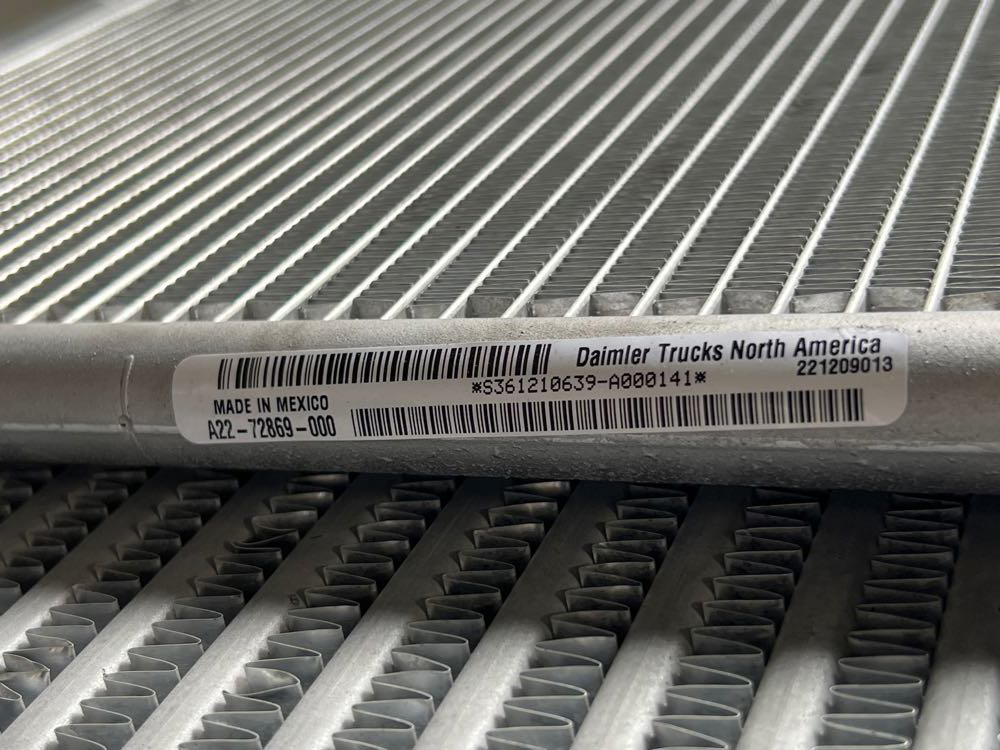 Daimler Trucks North America
221209013
*S361210639-A000141*
MADE IN MEXICO
A22-72869-000